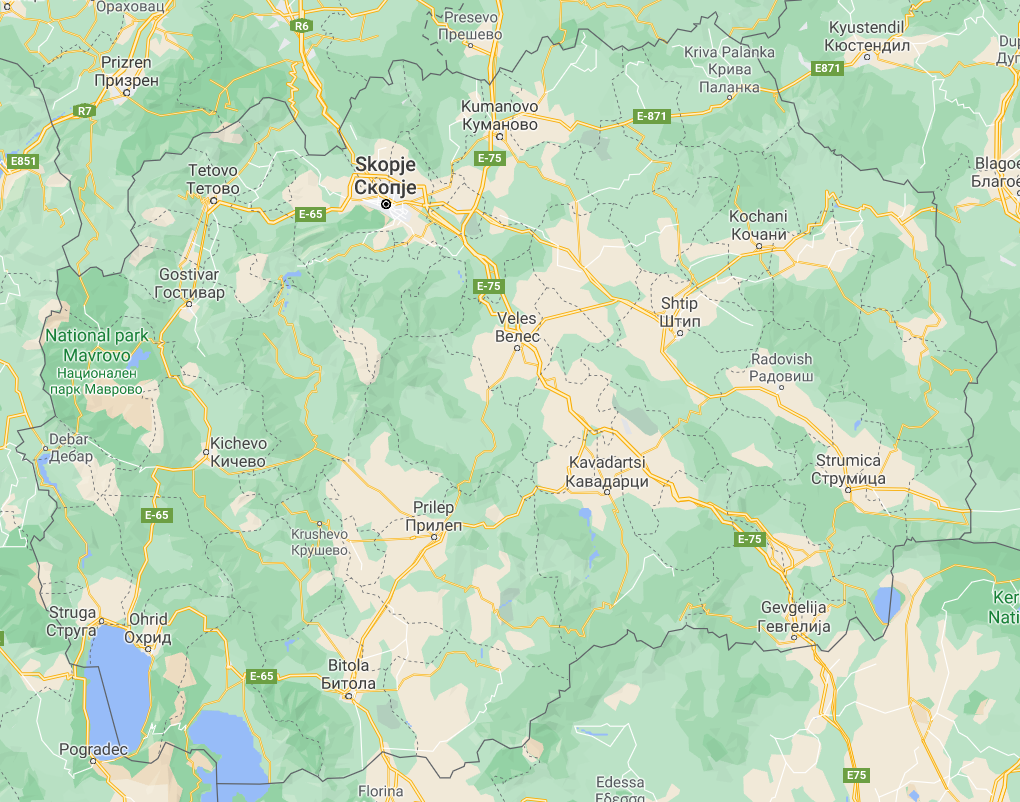 Ораховац
R6
Presevo
Прешево
Kyustendil
Кюстендил
Kriva Palanka
Крива
Паланка
E871
Prizren
Призрен
R7
Kumanovo
Куманово
E-871
E851
E-75
Skopje
Скопје
Tetovo
Тетово
E-65
Kochani
Кочани
Gostivar
Гостивар
E-75
Shtip
Штип
Veles
Велес
National park
Mavrovo
Национален
парк Маврово
Radovish
Радовиш
Debar
Дебар
Kichevo
Кичево
Kavadartsi
Кавадарци
Strumica
Струмица
E-65
Prilep
Прилеп
Krushevo
Крушево
E-75
Struga
Струга
Ohrid
Охрид
Gevgelija
Гевгелија
E-65
Bitola
Битола
Pogradec
E75
Florina
Edessa